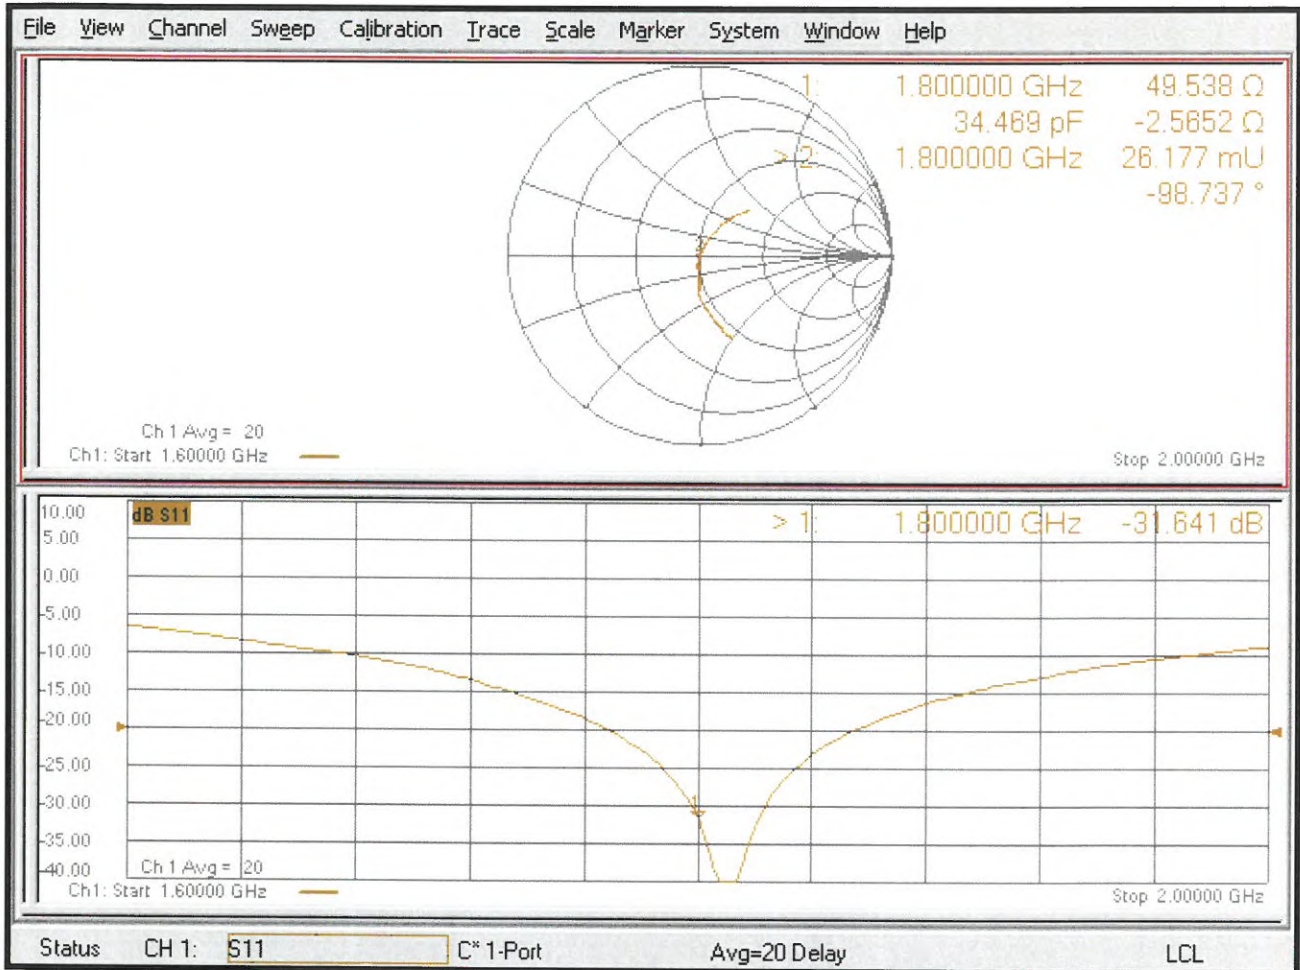 File View Channel Sweep Calibration Trace Scale Marker System Window Help
1: 1.800000 GHz 49.538 Ω
34.469 pF -2.5652 Ω
> 2: 1.800000 GHz 26.177 mU
-98.737 °
Ch 1 Avg = 20
Ch1: Start 1.60000 GHz
Stop 2.00000 GHz
10.00
dB S11
> 1: 1.800000 GHz -31.641 dB
5.00
0.00
-5.00
-10.00
-15.00
-20.00
-25.00
-30.00
1
-35.00
-40.00
Ch 1 Avg = 20
Ch1: Start 1.60000 GHz
Stop 2.00000 GHz
Status CH 1: S11 C* 1-Port Avg=20 Delay LCL